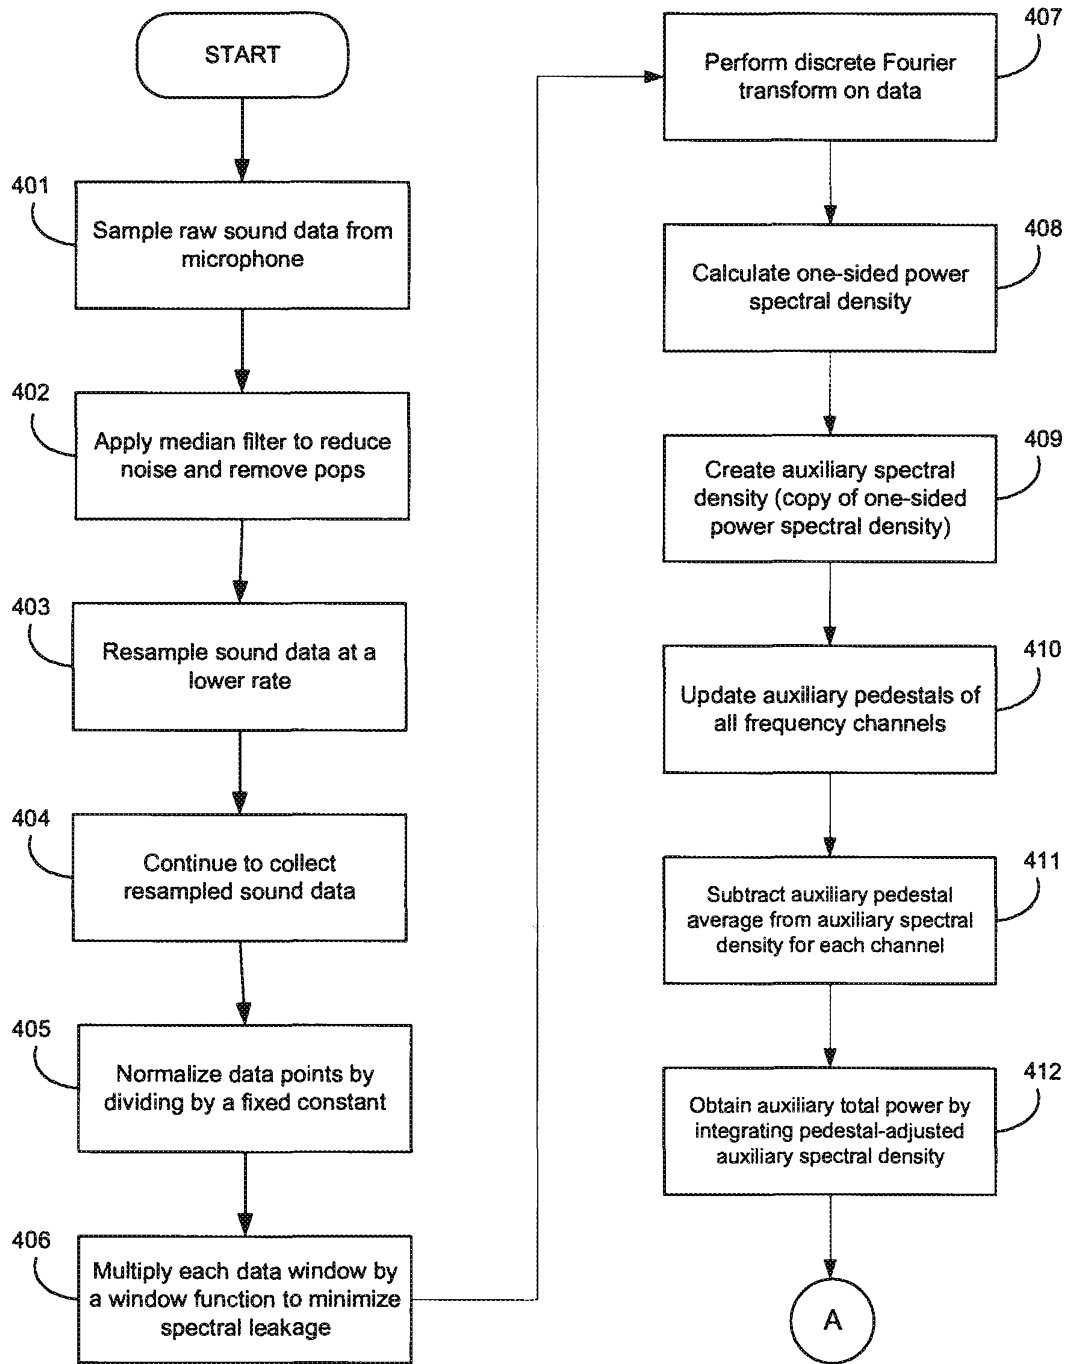 START
401
Sample raw sound data from
microphone
402
Apply median filter to reduce
noise and remove pops
403
Resample sound data at a
lower rate
404
Continue to collect
resampled sound data
405
Normalize data points by
dividing by a fixed constant
406
Multiply each data window by
a window function to minimize
spectral leakage
407
Perform discrete Fourier
transform on data
408
Calculate one-sided power
spectral density
409
Create auxiliary spectral
density (copy of one-sided
power spectral density)
410
Update auxiliary pedestals of
all frequency channels
411
Subtract auxiliary pedestal
average from auxiliary spectral
density for each channel
412
Obtain auxiliary total power by
integrating pedestal-adjusted
auxiliary spectral density
A